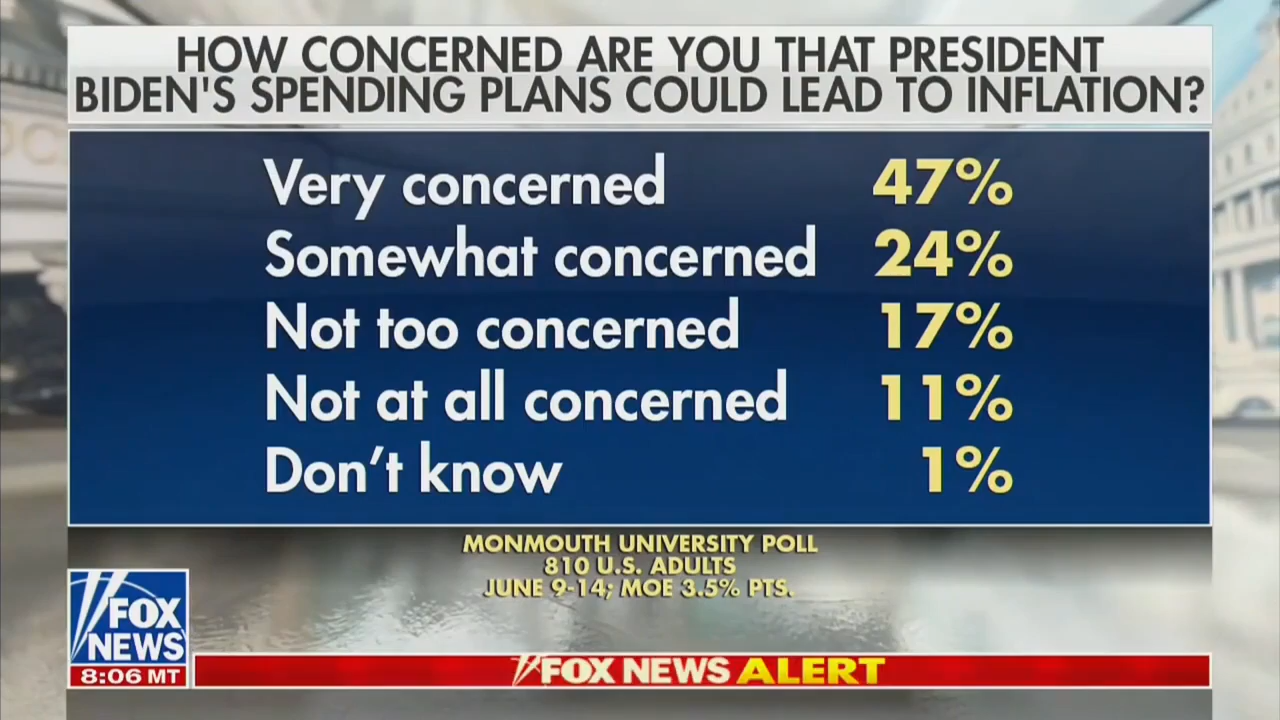 HOW CONCERNED ARE YOU THAT PRESIDENT
BIDEN'S SPENDING PLANS COULD LEAD TO INFLATION?
Very concerned 47%
Somewhat concerned 24%
Not too concerned 17%
Not at all concerned 11%
Don’t know 1%
MONMOUTH UNIVERSITY POLL
810 U.S. ADULTS
JUNE 9-14; MOE 3.5% PTS.
FOX
NEWS
8:06 MT
FOX NEWS ALERT